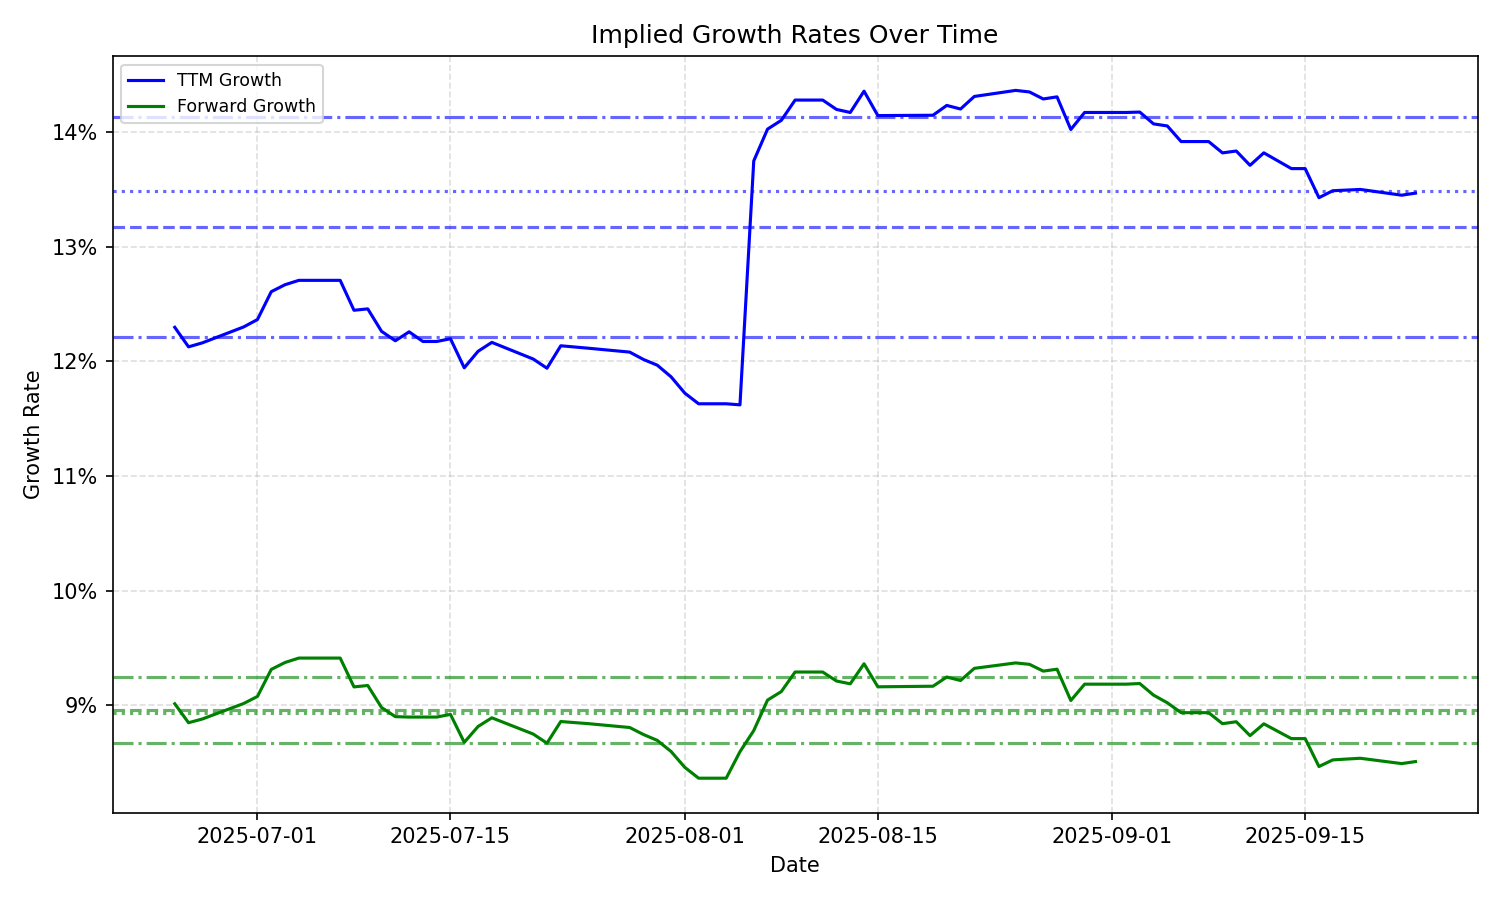 Implied Growth Rates Over Time
TTM Growth
Forward Growth
14%
13%
12%
11%
10%
9%
Growth Rate
2025-07-01
2025-07-15
2025-08-01
2025-08-15
2025-09-01
2025-09-15
Date